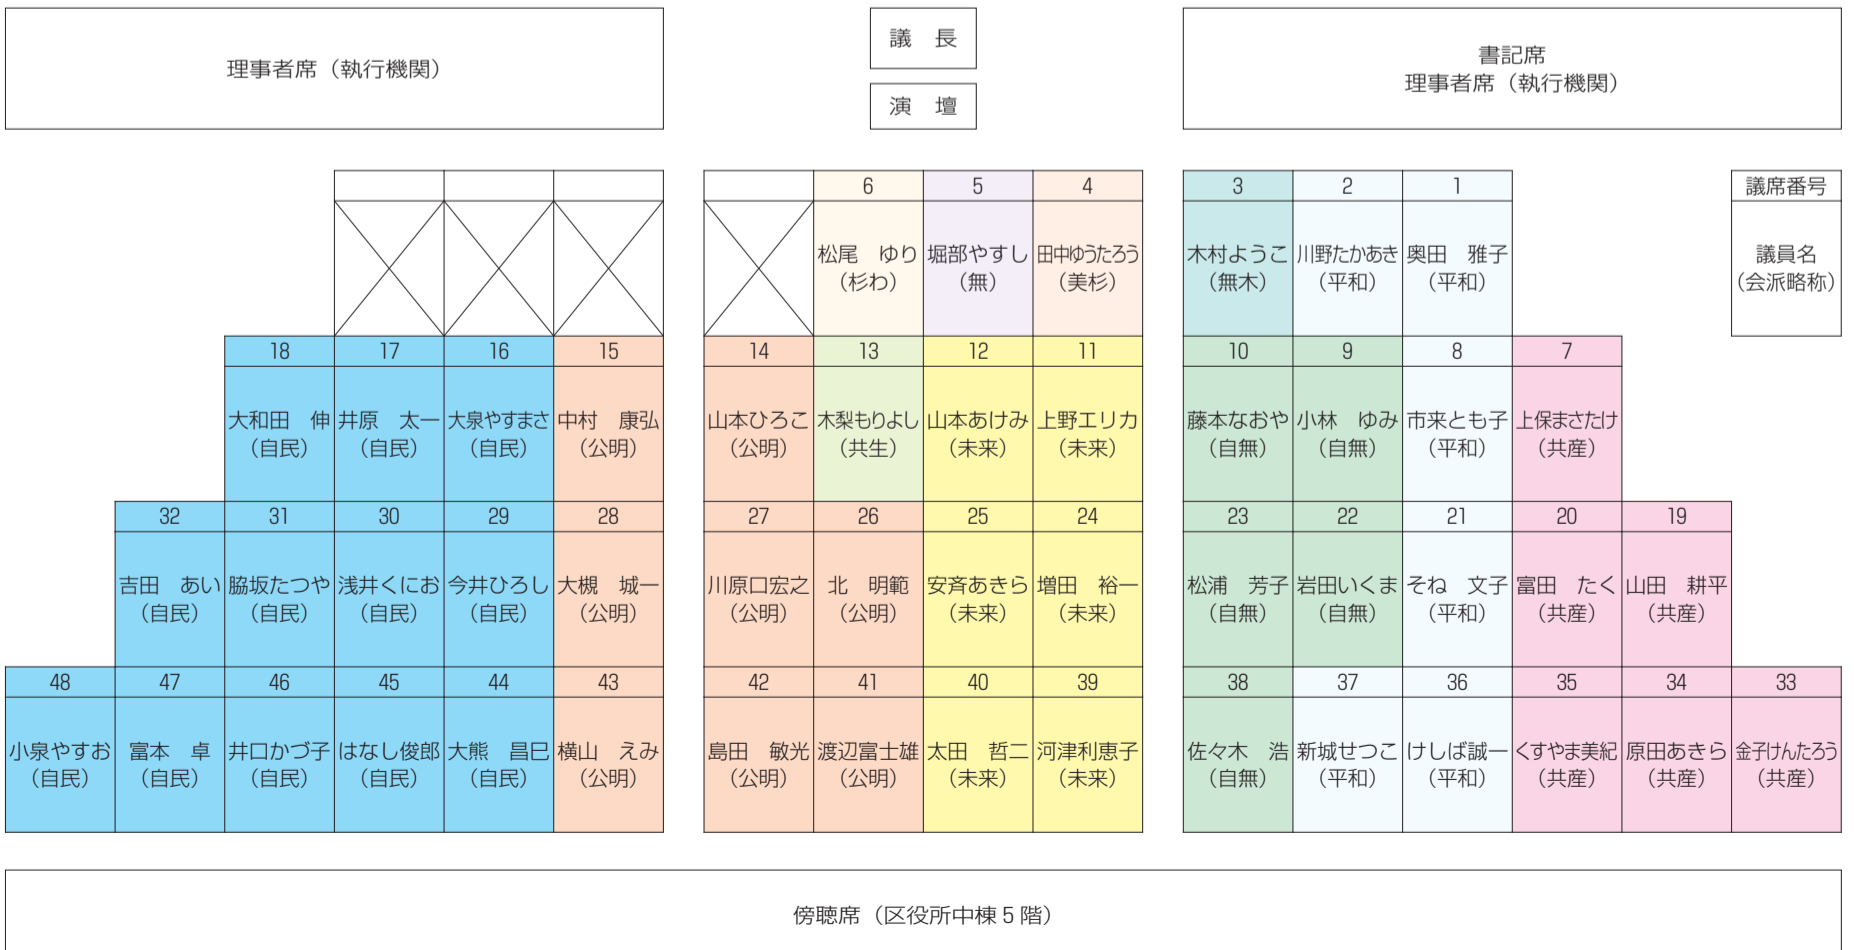 理事者席（執行機関）
議　長
演　壇
書記席
理事者席（執行機関）
議席番号
議員名
（会派略称）
6 5 4 3 2 1
松尾　ゆり 堀部やすし 田中ゆうたろう 木村ようこ 川野たかあき 奥田　雅子
（杉わ） （無） （美杉） （無木） （平和） （平和）
18 17 16 15 14 13 12 11 10 9 8 7
大和田　伸 井原　太一 大泉やすまさ 中村　康弘 山本ひろこ 木梨もりよし 山本あけみ 上野エリカ 藤本なおや 小林　ゆみ 市来とも子 上保まさたけ
（自民） （自民） （自民） （公明） （公明） （共生） （未来） （未来） （自無） （自無） （平和） （共産）
32 31 30 29 28 27 26 25 24 23 22 21 20 19
吉田　あい 脇坂たつや 浅井くにお 今井ひろし 大槻　城一 川原口宏之 北　明範 安斉あきら 増田　裕一 松浦　芳子 岩田いくま そね　文子 富田　たく 山田　耕平
（自民） （自民） （自民） （自民） （公明） （公明） （公明） （未来） （未来） （自無） （自無） （平和） （共産） （共産）
48 47 46 45 44 43 42 41 40 39 38 37 36 35 34 33
小泉やすお 富本　卓 井口かづ子 はなし俊郎 大熊　昌巳 横山　えみ 島田　敏光 渡辺富士雄 太田　哲二 河津利恵子 佐々木　浩 新城せつこ けしば誠一 くすやま美紀 原田あきら 金子けんたろう
（自民） （自民） （自民） （自民） （自民） （公明） （公明） （公明） （未来） （未来） （自無） （平和） （平和） （共産） （共産） （共産）
傍聴席（区役所中棟5階）